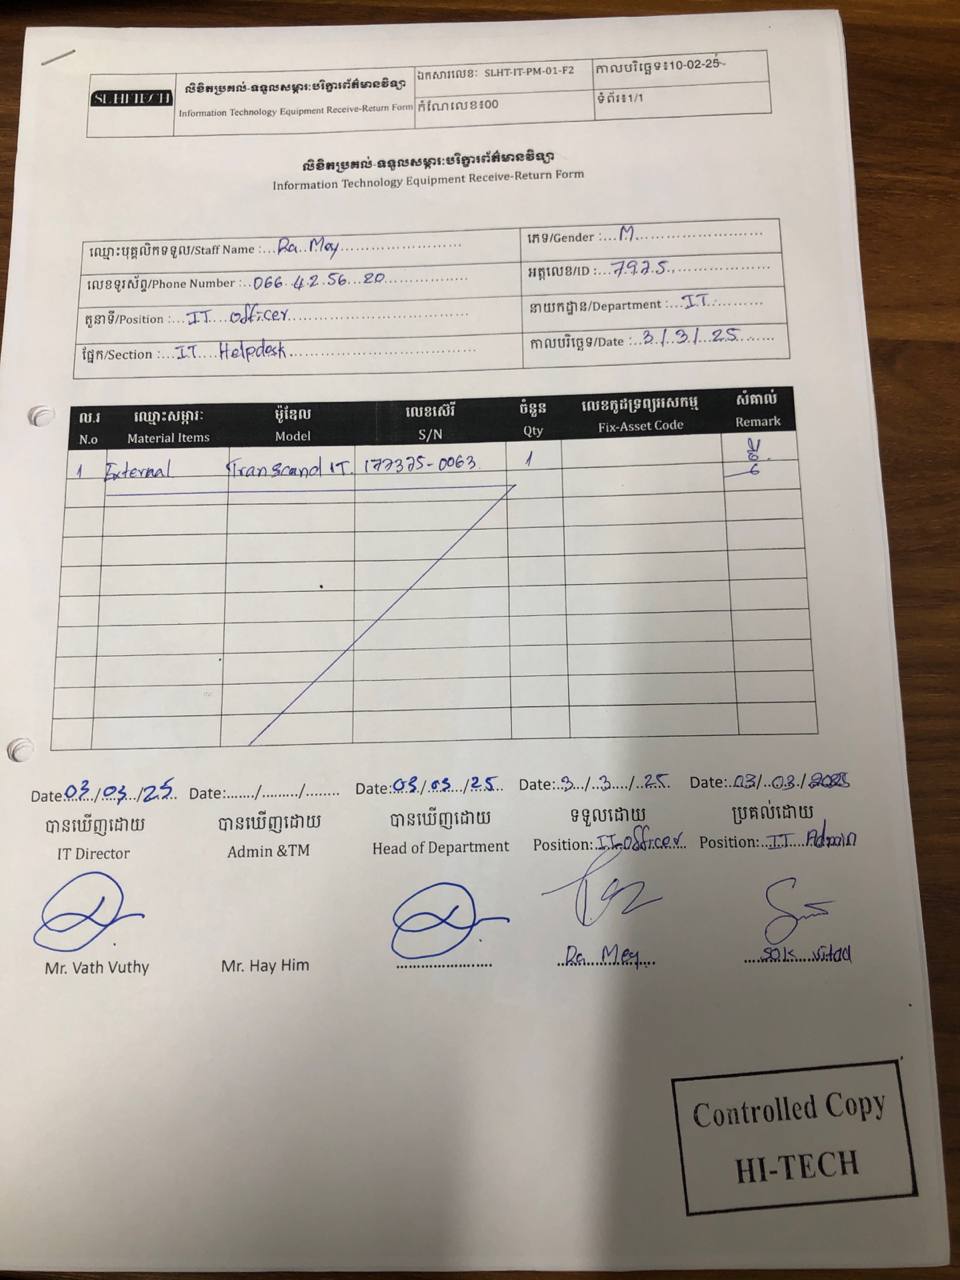 SLHTECH
លិខិតប្រគល់-ទទួលសម្ភារៈបរិក្ខារព័ត៌មានវិទ្យា
Information Technology Equipment Receive-Return Form
ឯកសារលេខៈ SLHT-IT-PM-01-F2
កាលបរិច្ឆេទ៖10-02-25
កំណែលេខ៖00
ទំព័រ៖1/1
លិខិតប្រគល់-ទទួលសម្ភារៈបរិក្ខារព័ត៌មានវិទ្យា
Information Technology Equipment Receive-Return Form
ឈ្មោះបុគ្គលិកទទួល/Staff Name :...Ra May
ភេទ/Gender :...M
លេខទូរស័ព្ទ/Phone Number :066 42 56 20
អត្តលេខ/ID :...7975
តួនាទី/Position :...IT officer
នាយកដ្ឋាន/Department :...IT
ផ្នែក/Section :...IT Helpdesk
កាលបរិច្ឆេទ/Date :...3/3/25
ល.រ ឈ្មោះសម្ភារៈ ម៉ូឌែល លេខស៊េរី ចំនួន លេខកូដទ្រព្យអសកម្ម សំគាល់
N.o Material Items Model S/N Qty Fix-Asset Code Remark
1 External Transcand 1T. 177375-0063 1
Date:03/03/25 Date:....../........./........ Date:03/03/25 Date:3/3/25 Date:03/03/2025
បានឃើញដោយ បានឃើញដោយ បានឃើញដោយ ទទួលដោយ ប្រគល់ដោយ
IT Director Admin &TM Head of Department Position:IT officer Position:IT Admin
Mr. Vath Vuthy Mr. Hay Him Ra Mey sok vitad
Controlled Copy
HI-TECH